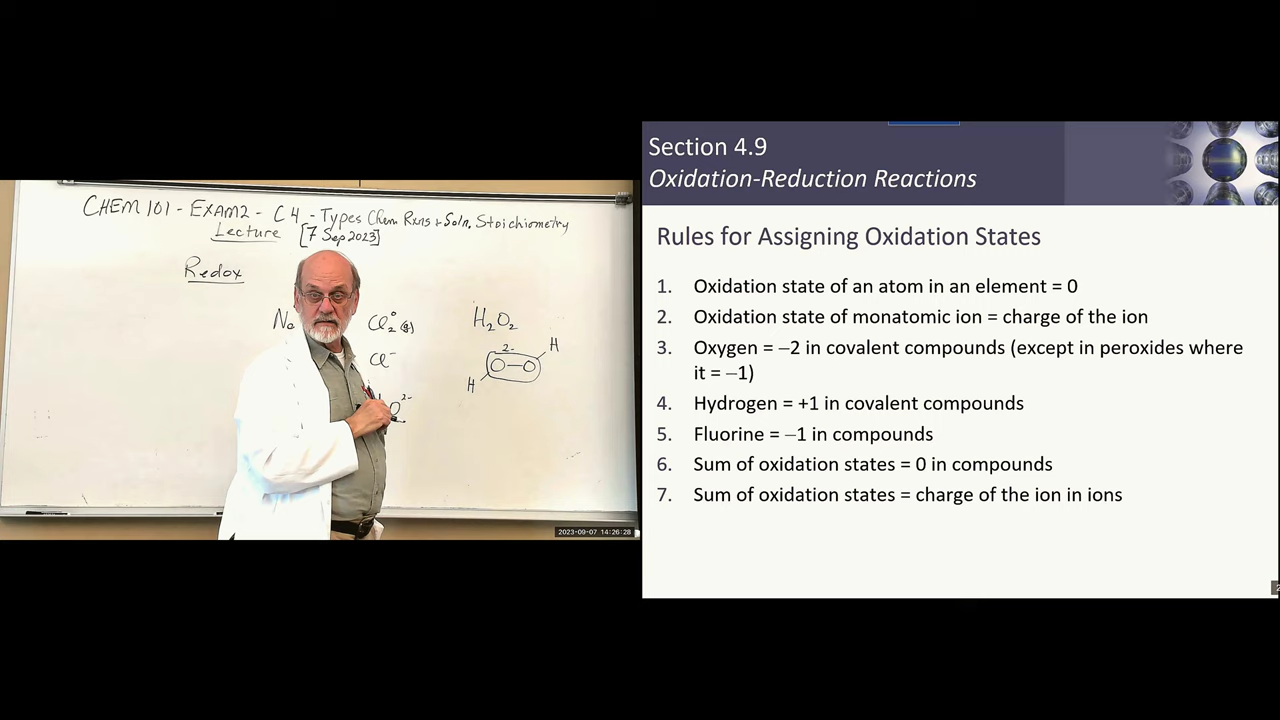 CHEM 101 - EXAM2 - C 4 - Types Chem Rxns + Soln. Stoichiometry
Lecture [7 Sep 2023]
Redox
Na Cl₂° (g) H₂O₂
Cl⁻
2-
O—O H
H
O 2-
2023-09-07 14:26:28
Section 4.9
Oxidation-Reduction Reactions
Rules for Assigning Oxidation States
1. Oxidation state of an atom in an element = 0
2. Oxidation state of monatomic ion = charge of the ion
3. Oxygen = −2 in covalent compounds (except in peroxides where
it = −1)
4. Hydrogen = +1 in covalent compounds
5. Fluorine = −1 in compounds
6. Sum of oxidation states = 0 in compounds
7. Sum of oxidation states = charge of the ion in ions